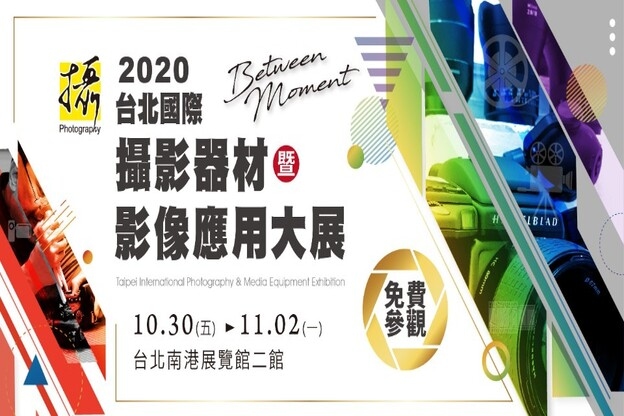 攝
Photography
2020
台北國際
Between
Moment
攝影器材暨
影像應用大展
Taipei International Photography & Media Equipment Exhibition
10.30(五)▸11.02(一)
台北南港展覽館二館
免費
參觀
HASSELBLAD